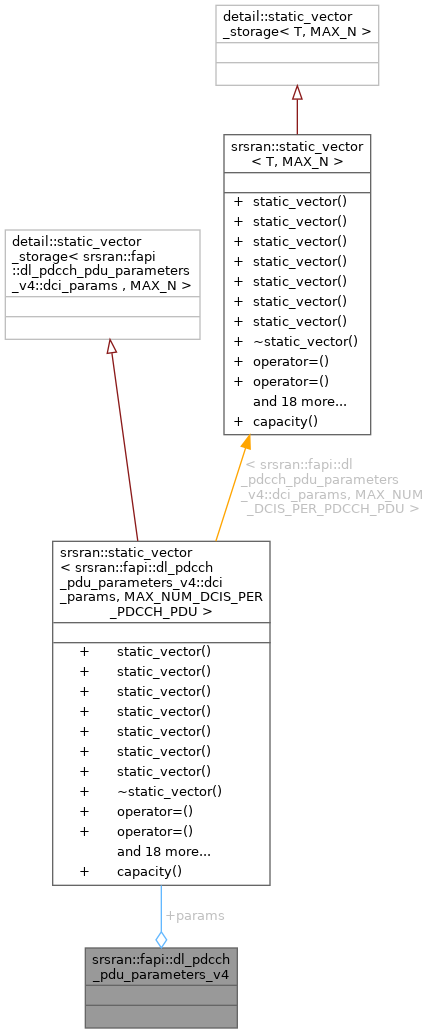 detail::static_vector
_storage< T, MAX_N >
srsran::static_vector
< T, MAX_N >
+ static_vector()
+ static_vector()
+ static_vector()
+ static_vector()
+ static_vector()
+ static_vector()
+ static_vector()
+ ~static_vector()
+ operator=()
+ operator=()
and 18 more...
+ capacity()
detail::static_vector
_storage< srsran::fapi
::dl_pdcch_pdu_parameters
_v4::dci_params , MAX_N >
< srsran::fapi::dl
_pdcch_pdu_parameters
_v4::dci_params, MAX_NUM
_DCIS_PER_PDCCH_PDU >
srsran::static_vector
< srsran::fapi::dl_pdcch
_pdu_parameters_v4::dci
_params, MAX_NUM_DCIS_PER
_PDCCH_PDU >
+ static_vector()
+ static_vector()
+ static_vector()
+ static_vector()
+ static_vector()
+ static_vector()
+ static_vector()
+ ~static_vector()
+ operator=()
+ operator=()
and 18 more...
+ capacity()
+params
srsran::fapi::dl_pdcch
_pdu_parameters_v4